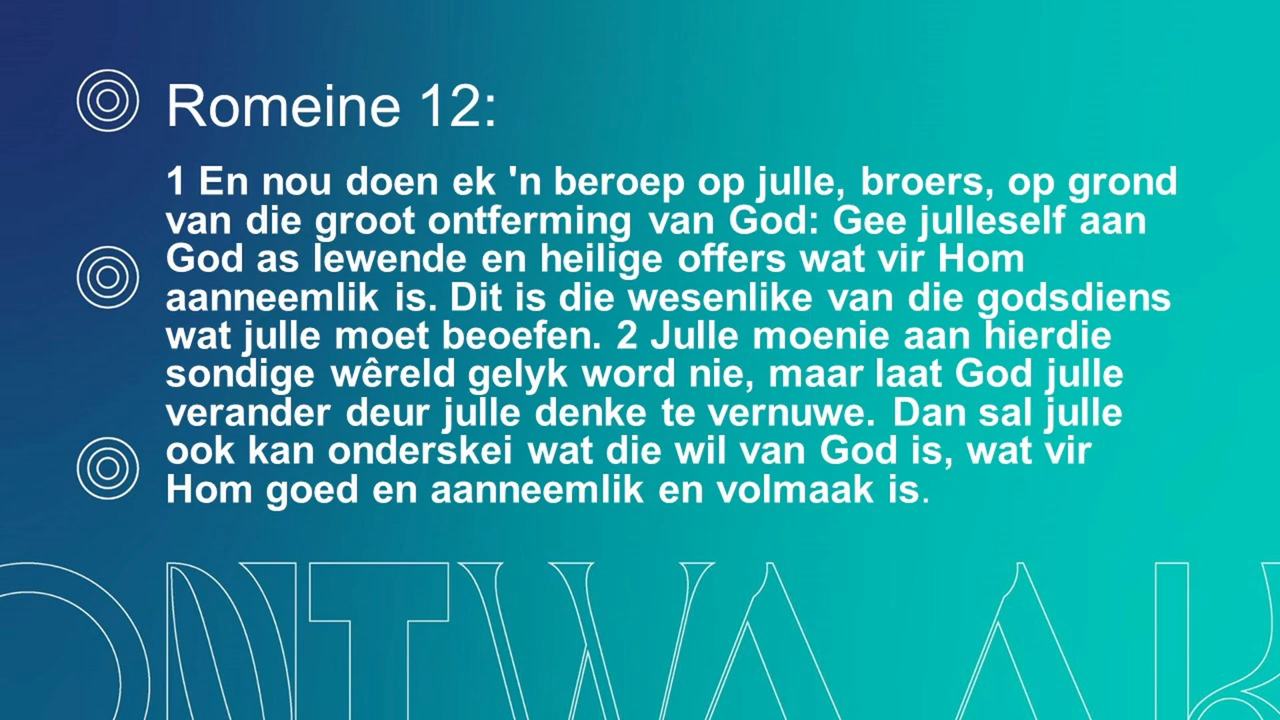 Romeine 12:
1 En nou doen ek 'n beroep op julle, broers, op grond
van die groot ontferming van God: Gee julleself aan
God as lewende en heilige offers wat vir Hom
aanneemlik is. Dit is die wesenlike van die godsdiens
wat julle moet beoefen. 2 Julle moenie aan hierdie
sondige wêreld gelyk word nie, maar laat God julle
verander deur julle denke te vernuwe. Dan sal julle
ook kan onderskei wat die wil van God is, wat vir
Hom goed en aanneemlik en volmaak is.
ONTWAAK